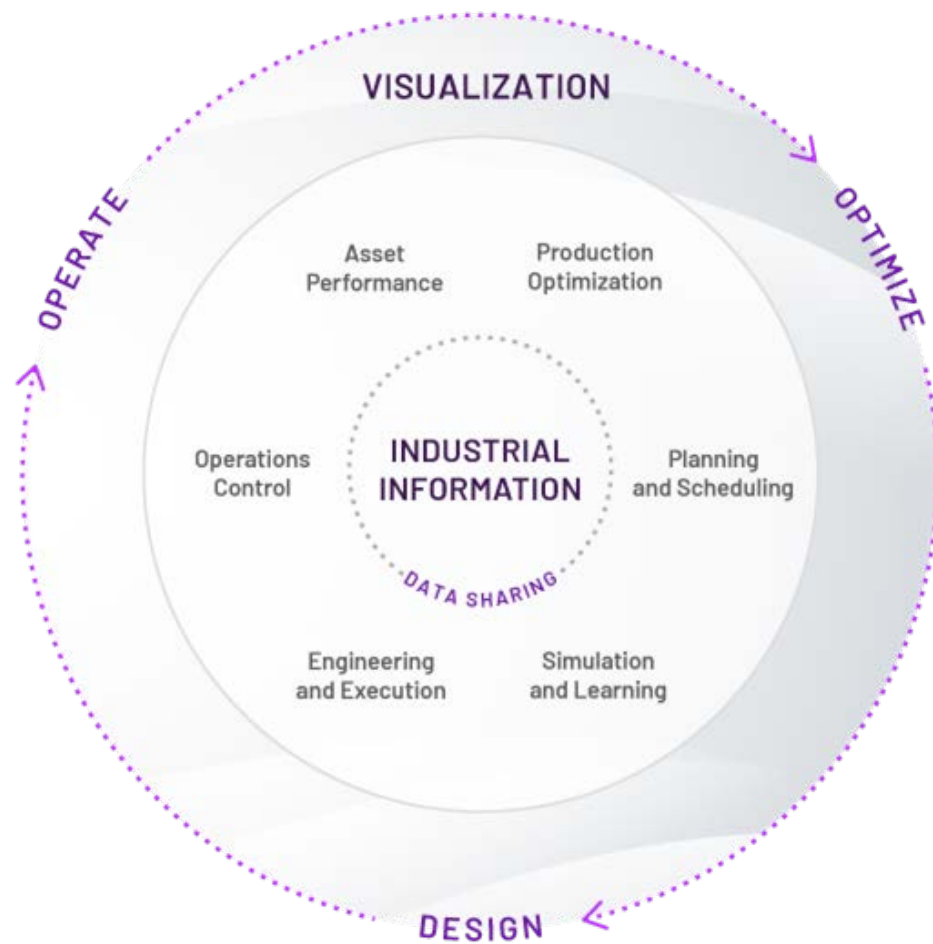 VISUALIZATION
OPERATE
OPTIMIZE
Asset
Performance
Production
Optimization
Operations
Control
INDUSTRIAL
INFORMATION
Planning
and Scheduling
DATA SHARING
Engineering
and Execution
Simulation
and Learning
DESIGN